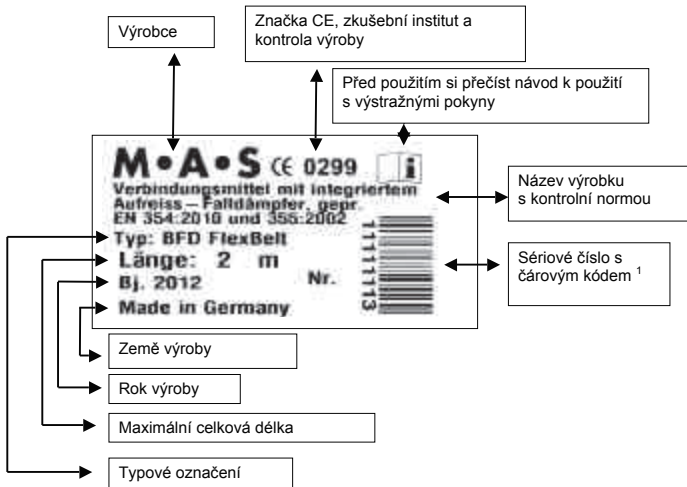 Výrobce
Značka CE, zkušební institut a
kontrola výroby
Před použitím si přečíst návod k použití
s výstražnými pokyny
M•A•S CE 0299 i
Verbindungsmittel mit integriertem
Aufreiss – Falldämpfer, gepr.
EN 354:2010 und 355:2002
Typ: BFD FlexBelt
Länge: 2 m
Bj. 2012 Nr.
Made in Germany
11111113
Název výrobku
s kontrolní normou
Sériové číslo s
čárovým kódem ¹
Země výroby
Rok výroby
Maximální celková délka
Typové označení